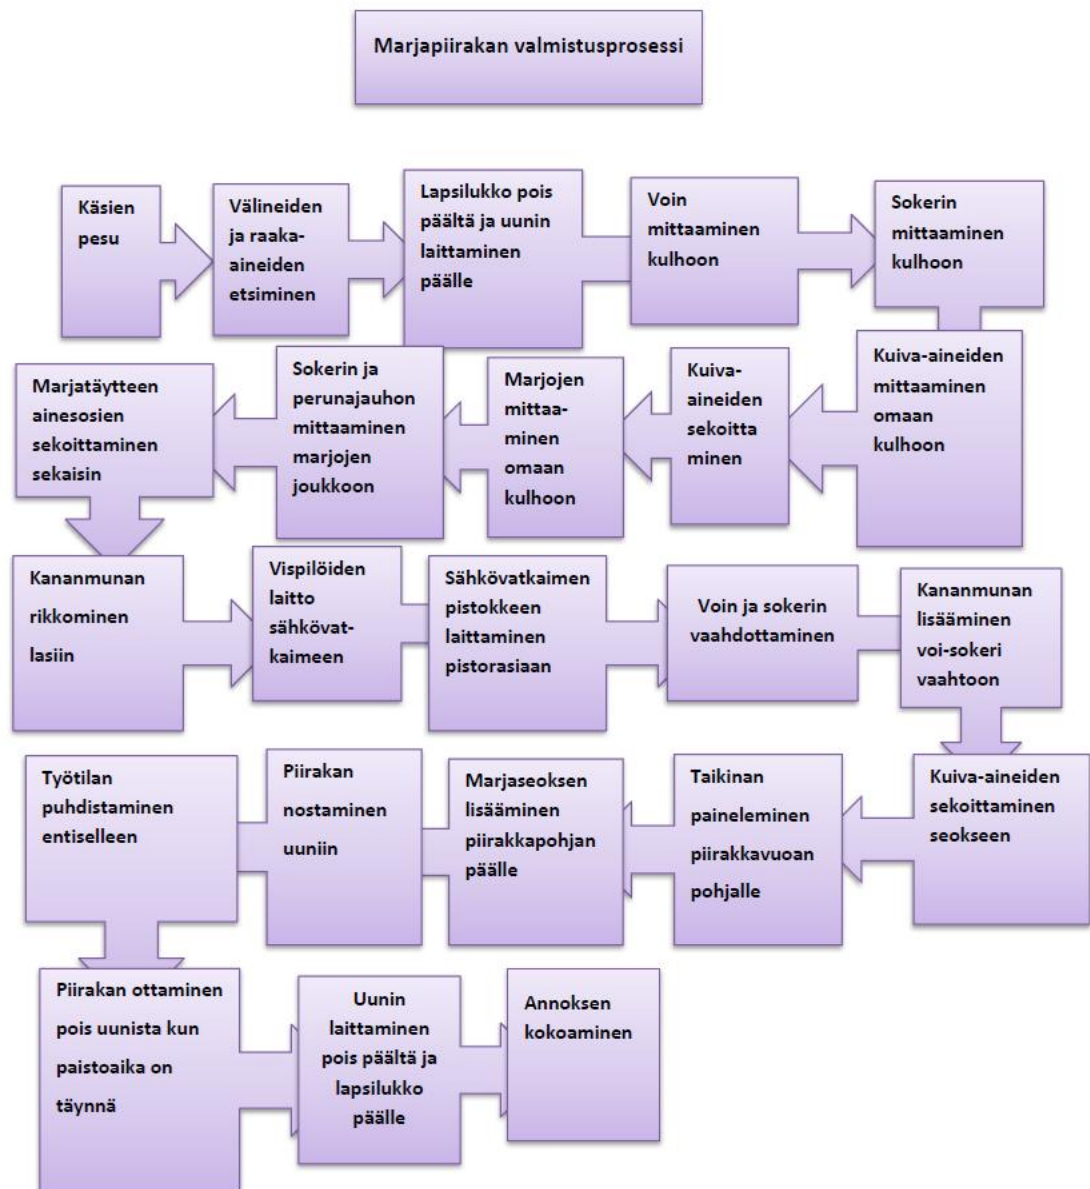 Marjapiirakan valmistusprosessi
Käsien
pesu
Välineiden
ja raaka-
aineiden
etsiminen
Lapsilukko pois
päältä ja uunin
laittaminen
päälle
Voin
mittaaminen
kulhoon
Sokerin
mittaaminen
kulhoon
Kuiva-aineiden
mittaaminen
omaan
kulhoon
Kuiva-
aineiden
sekoitta
minen
Marjojen
mittaa-
minen
omaan
kulhoon
Sokerin ja
perunajauhon
mittaaminen
marjojen
joukkoon
Marjatäytteen
ainesosien
sekoittaminen
sekaisin
Kananmunan
rikkominen
lasiin
Vispilöiden
laitto
sähkövat-
kaimeen
Sähkövatkaimen
pistokkeen
laittaminen
pistorasiaan
Voin ja sokerin
vaahdottaminen
Kananmunan
lisääminen
voi-sokeri
vaahtoon
Kuiva-aineiden
sekoittaminen
seokseen
Taikinan
paineleminen
piirakkavuoan
pohjalle
Marjaseoksen
lisääminen
piirakkapohjan
päälle
Piirakan
nostaminen
uuniin
Työtilan
puhdistaminen
entiselleen
Piirakan ottaminen
pois uunista kun
paistoaika on
täynnä
Uunin
laittaminen
pois päältä ja
lapsilukko
päälle
Annoksen
kokoaminen